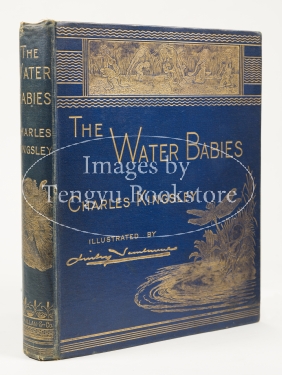 THE
WATER
BABIES
CHARLES
KINGSLEY
THE
WATER BABIES
Images by
Tengyu Bookstore
CHARLES KINGSLEY
ILLUSTRATED BY